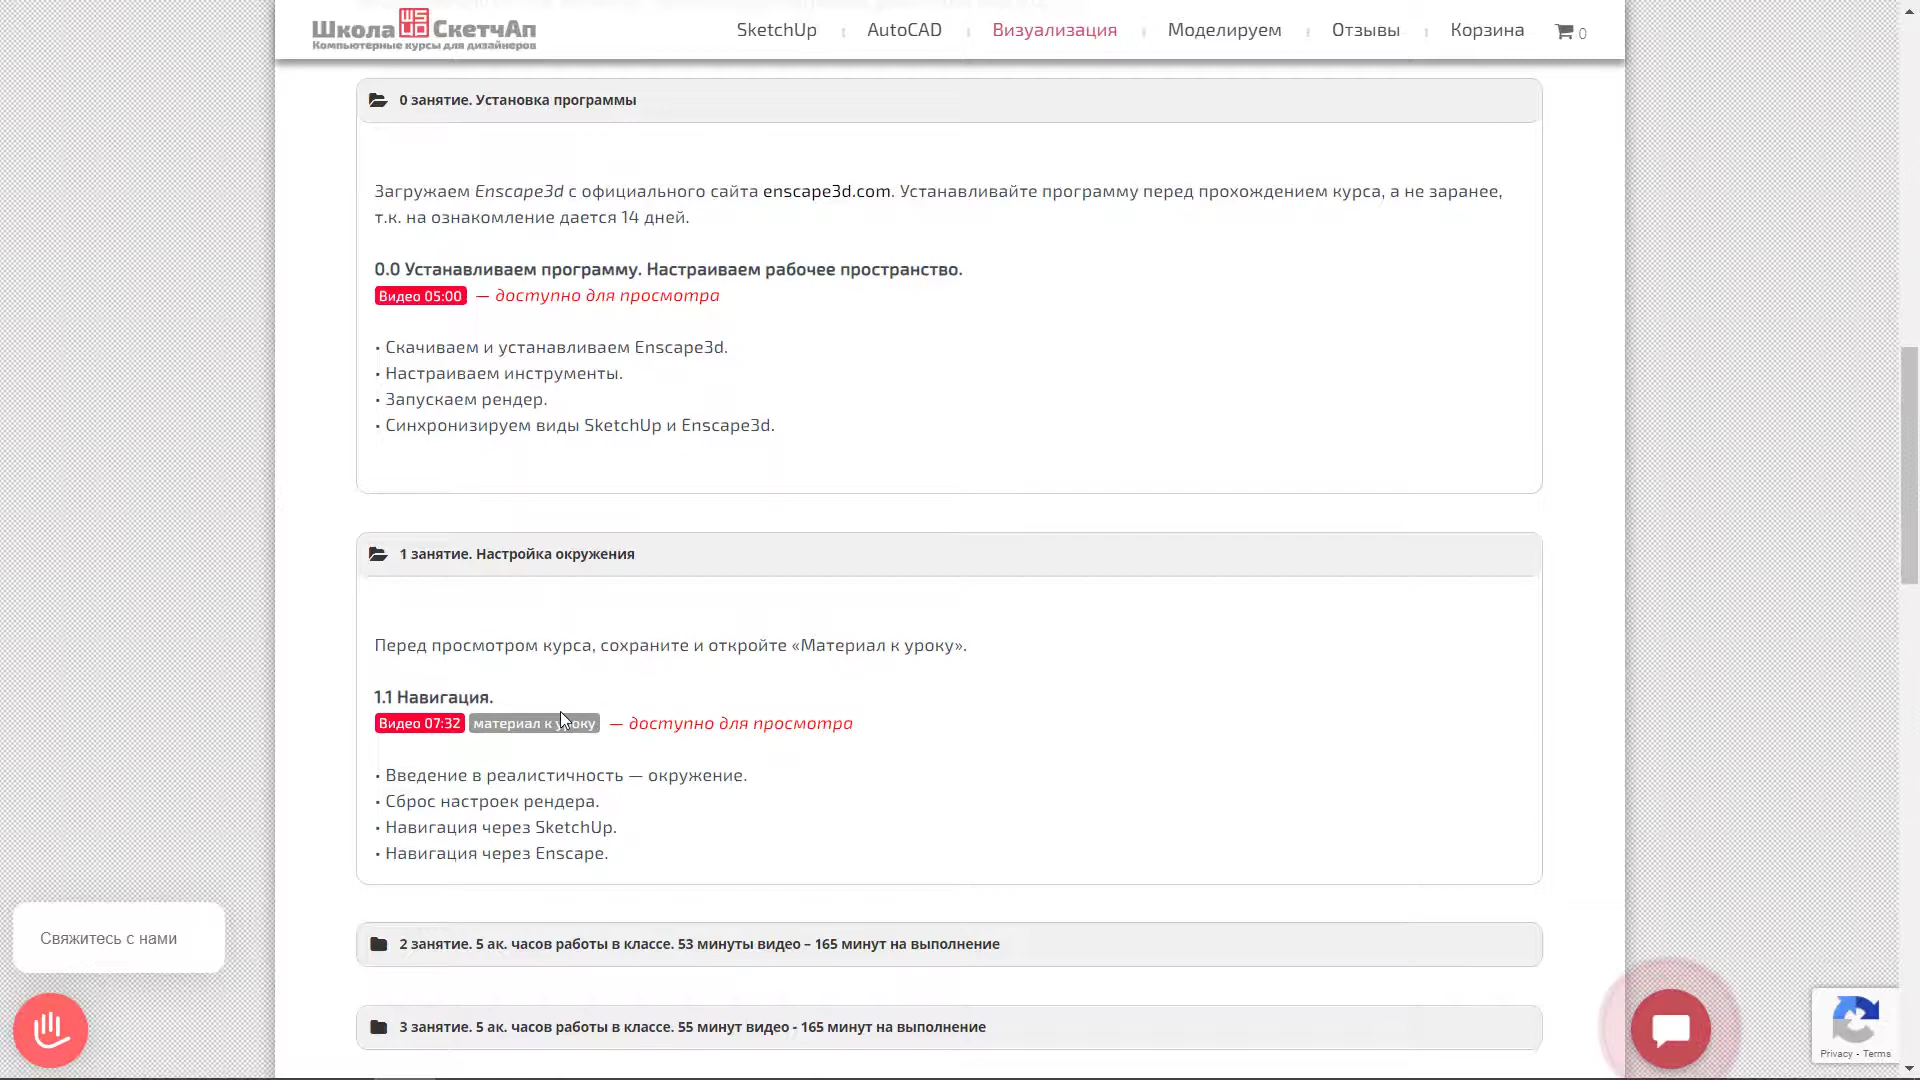 Школа СкетчАп
Компьютерные курсы для дизайнеров
SketchUp
AutoCAD
Визуализация
Моделируем
Отзывы
Корзина
0
0 занятие. Установка программы
Загружаем Enscape3d с официального сайта enscape3d.com. Устанавливайте программу перед прохождением курса, а не заранее,
т.к. на ознакомление дается 14 дней.
0.0 Устанавливаем программу. Настраиваем рабочее пространство.
Видео 05:00 — доступно для просмотра
• Скачиваем и устанавливаем Enscape3d.
• Настраиваем инструменты.
• Запускаем рендер.
• Синхронизируем виды SketchUp и Enscape3d.
1 занятие. Настройка окружения
Перед просмотром курса, сохраните и откройте «Материал к уроку».
1.1 Навигация.
Видео 07:32 материал к уроку — доступно для просмотра
• Введение в реалистичность — окружение.
• Сброс настроек рендера.
• Навигация через SketchUp.
• Навигация через Enscape.
2 занятие. 5 ак. часов работы в классе. 53 минуты видео – 165 минут на выполнение
3 занятие. 5 ак. часов работы в классе. 55 минут видео - 165 минут на выполнение
Свяжитесь с нами
Privacy - Terms